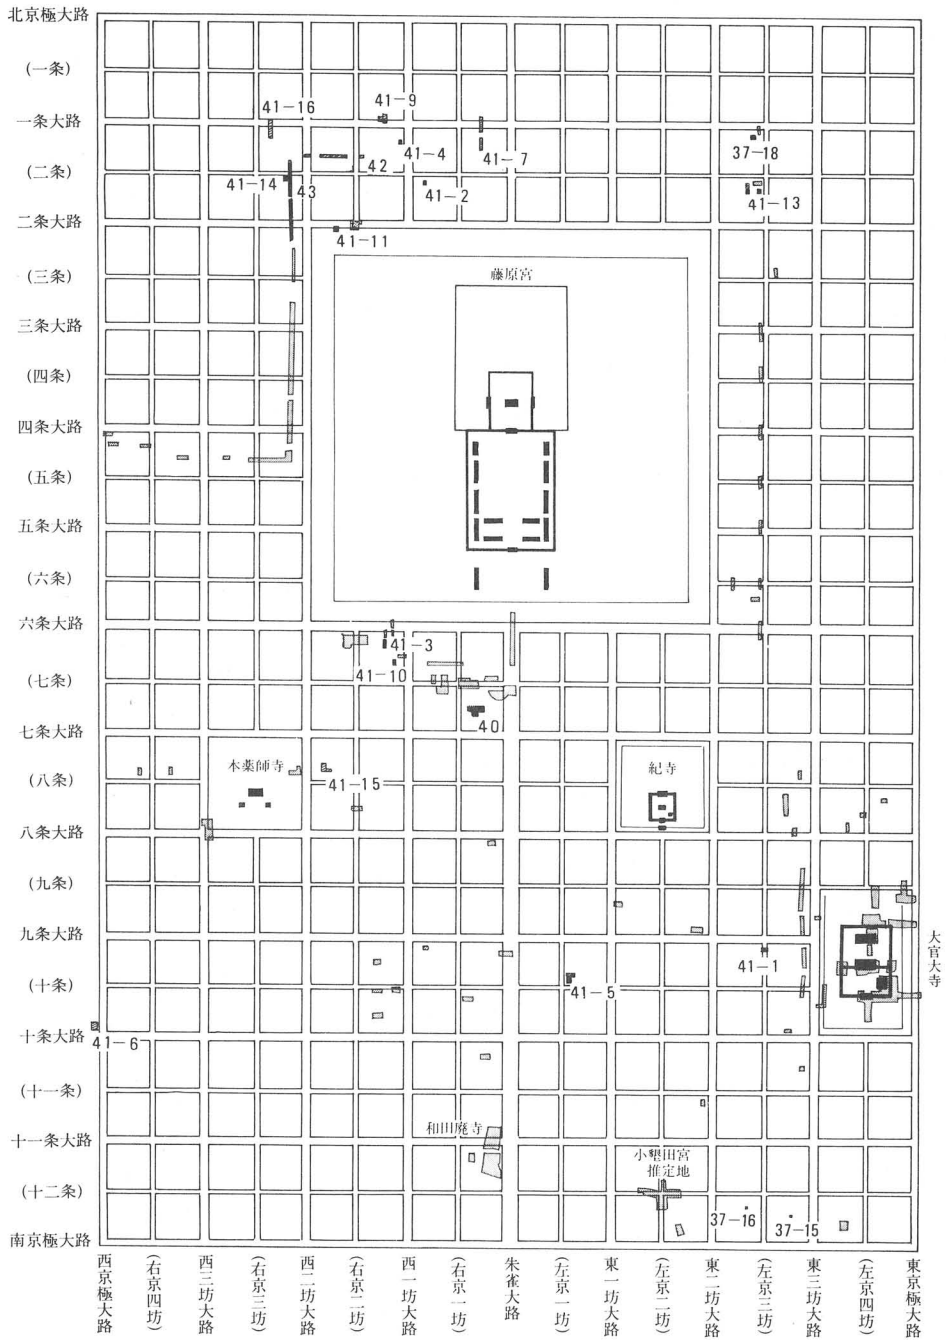 北京極大路
(一条)
一条大路
(二条)
二条大路
(三条)
三条大路
(四条)
四条大路
(五条)
五条大路
(六条)
六条大路
(七条)
七条大路
(八条)
八条大路
(九条)
九条大路
(十条)
十条大路
(十一条)
十一条大路
(十二条)
南京極大路
41-16
41-9
41-4
41-7
42
41-14
43
41-2
41-11
37-18
41-13
藤原宮
41-3
41-10
40
本薬師寺
41-15
紀寺
大官大寺
41-1
41-5
41-6
和田廃寺
小墾田宮
推定地
37-16
37-15
西京極大路
(右京四坊)
西三坊大路
(右京三坊)
西二坊大路
(右京二坊)
西一坊大路
(右京一坊)
朱雀大路
(左京一坊)
東一坊大路
(左京二坊)
東二坊大路
(左京三坊)
東三坊大路
(左京四坊)
東京極大路